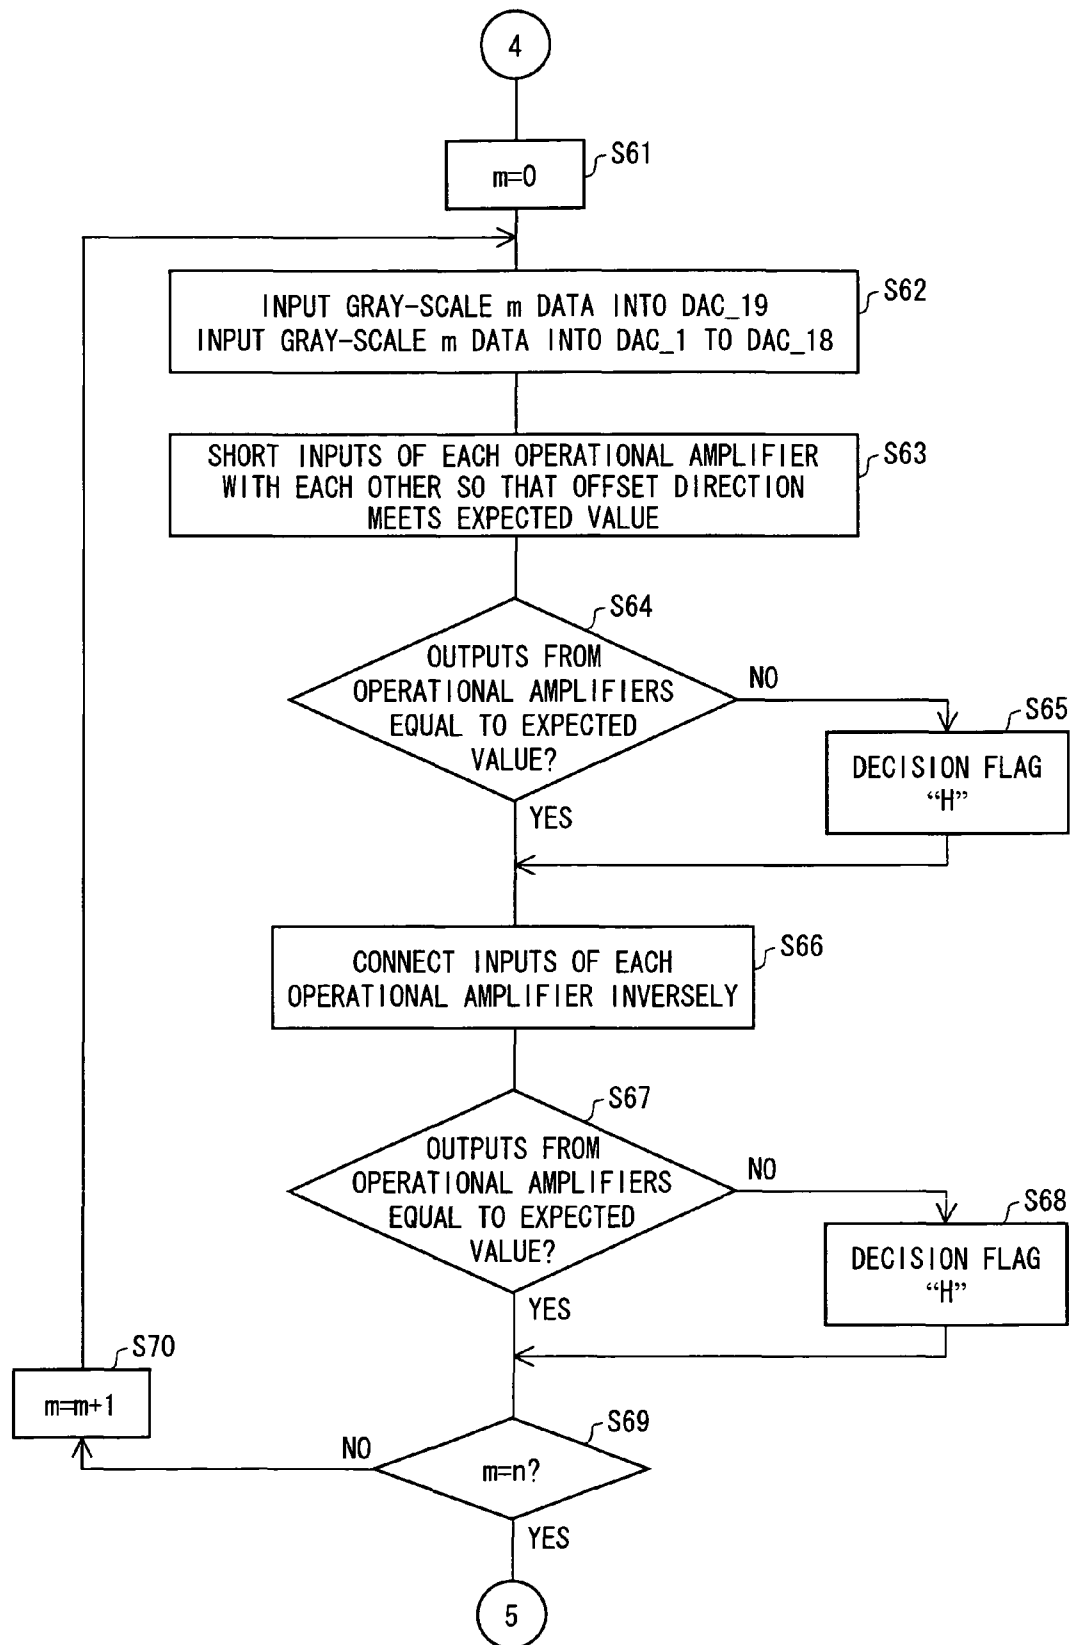 4
S61
m=0
S62
INPUT GRAY-SCALE m DATA INTO DAC_19
INPUT GRAY-SCALE m DATA INTO DAC_1 TO DAC_18
S63
SHORT INPUTS OF EACH OPERATIONAL AMPLIFIER
WITH EACH OTHER SO THAT OFFSET DIRECTION
MEETS EXPECTED VALUE
S64
OUTPUTS FROM
OPERATIONAL AMPLIFIERS
EQUAL TO EXPECTED
VALUE?
NO
YES
S65
DECISION FLAG
“H”
S66
CONNECT INPUTS OF EACH
OPERATIONAL AMPLIFIER INVERSELY
S67
OUTPUTS FROM
OPERATIONAL AMPLIFIERS
EQUAL TO EXPECTED
VALUE?
NO
YES
S68
DECISION FLAG
“H”
S70
m=m+1
S69
m=n?
NO
YES
5